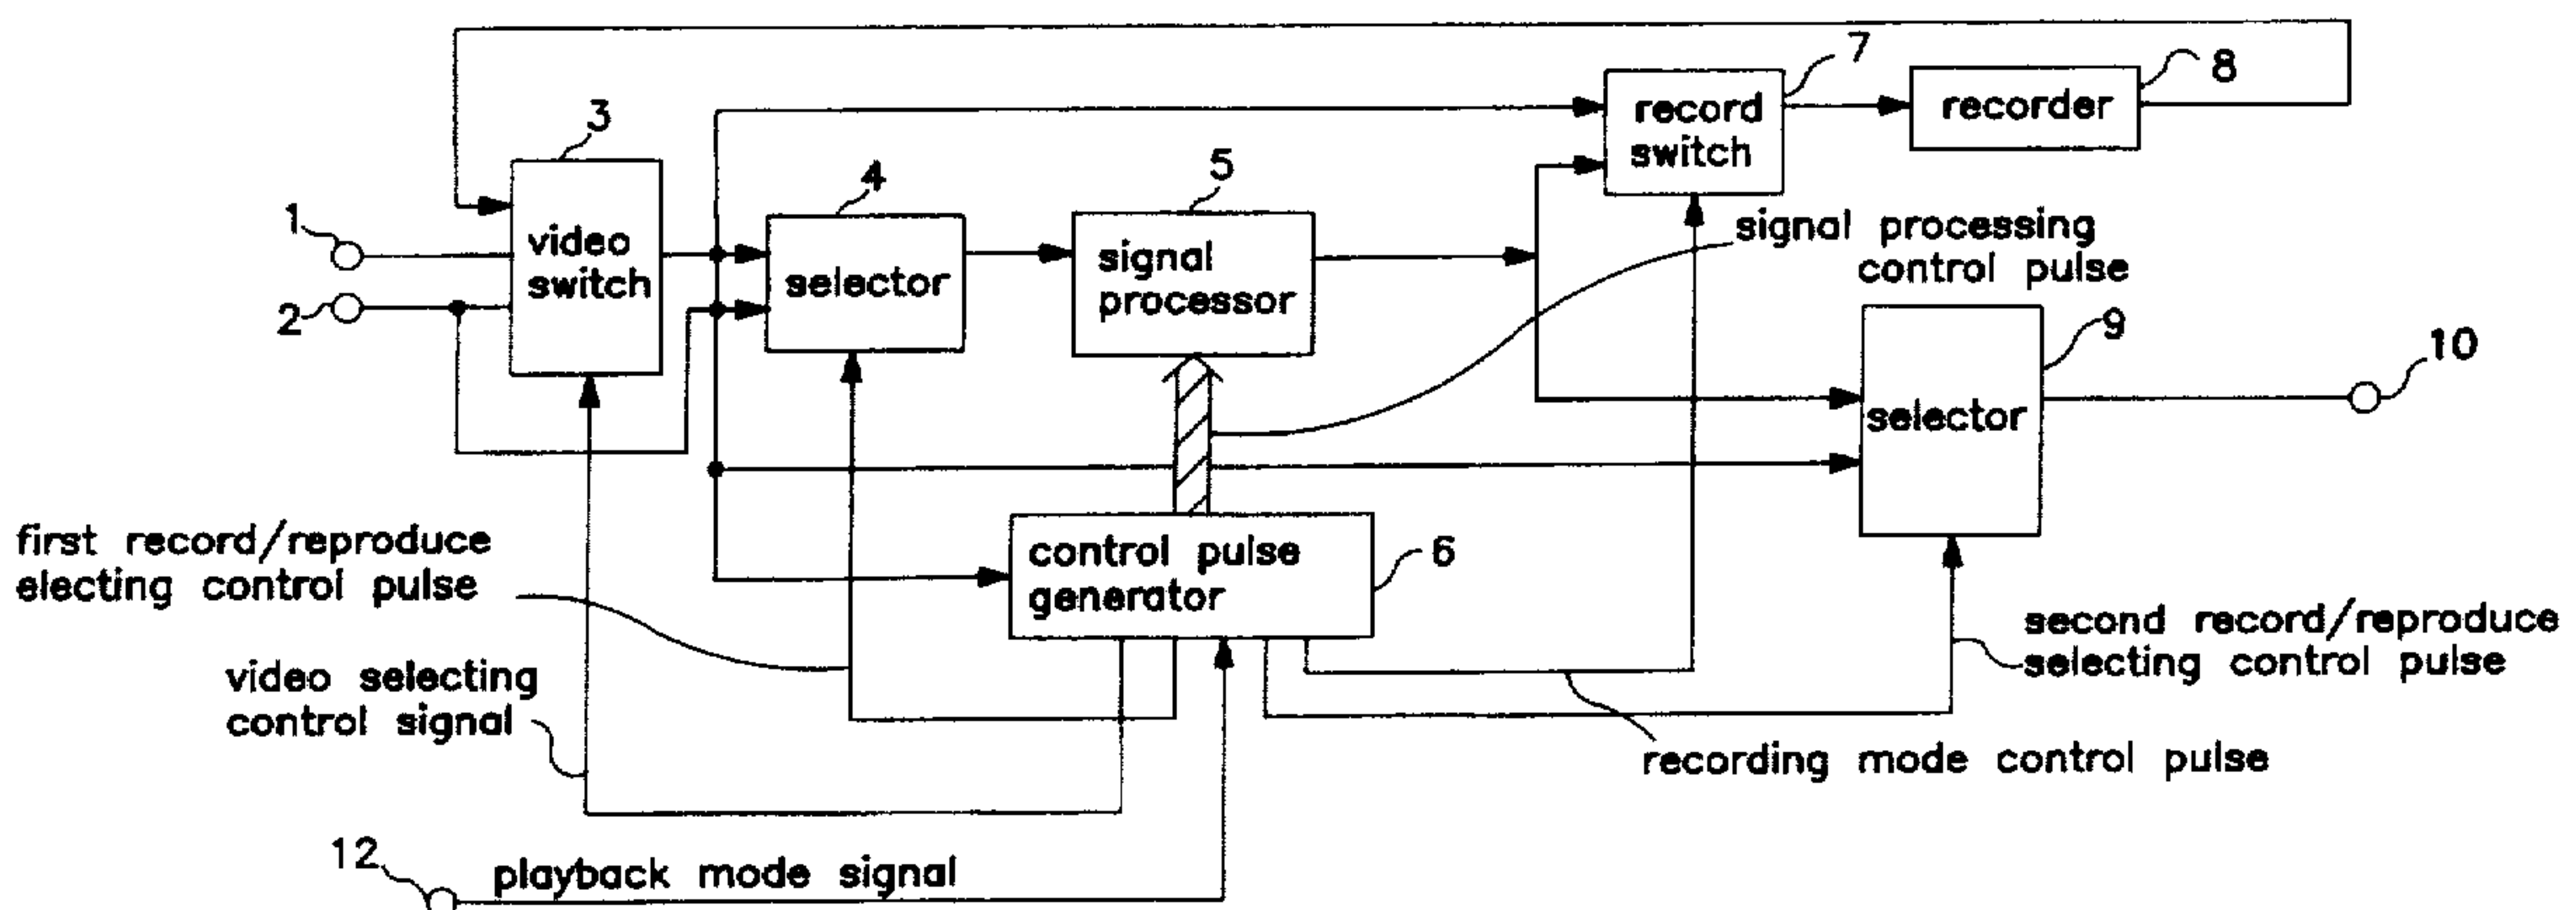 7
8
record
switch
recorder
3
4
5
1
video
switch
selector
signal
processor
signal processing
control pulse
2
9
10
selector
first record/reproduce
electing control pulse
control pulse
generator
6
second record/reproduce
selecting control pulse
video selecting
control signal
recording mode control pulse
12
playback mode signal